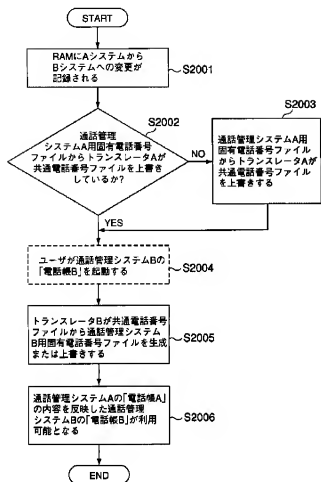 START
RAMにAシステムから
Bシステムへの変更が
記録される
S2001
S2002
通話管理
システムA用固有電話番号
ファイルからトランスレータAが
共通電話番号ファイルを上書き
しているか?
NO
S2003
通話管理システムA用
固有電話番号ファイル
からトランスレータAが
共通電話番号ファイル
を上書きする
YES
ユーザが通話管理システムBの
「電話帳B」を起動する
S2004
トランスレータBが共通電話番号
ファイルから通話管理システム
B用固有電話番号ファイルを生成
または上書きする
S2005
通話管理システムAの「電話帳A」
の内容を反映した通話管理
システムBの「電話帳B」が利用
可能となる
S2006
END